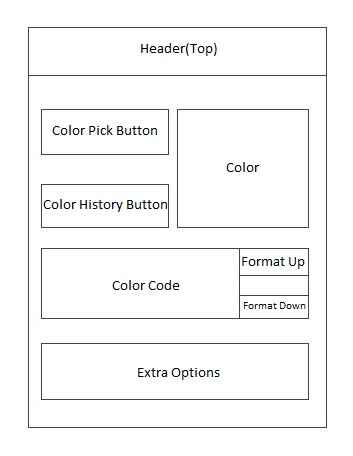 Header(Top)
Color Pick Button
Color
Color History Button
Color Code
Format Up
Format Down
Extra Options